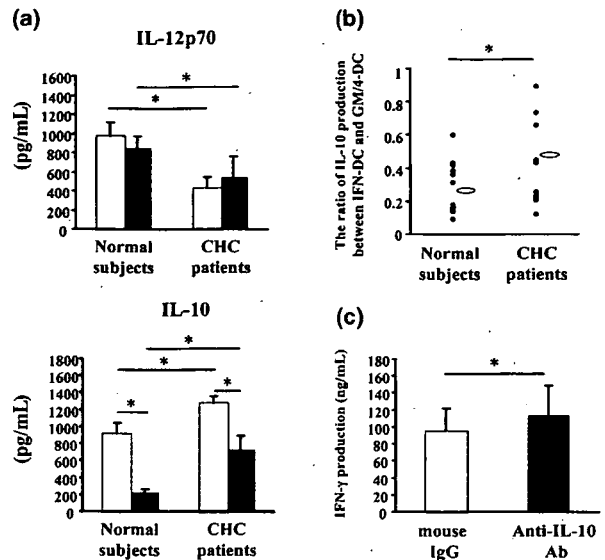 (a)
IL-12p70
(pg/mL)
1600
1400
1200
1000
800
600
400
200
0
*
*
Normal subjects
CHC patients
IL-10
(pg/mL)
1800
1600
1400
1200
1000
800
600
400
200
0
*
*
*
*
Normal subjects
CHC patients
(b)
The ratio of IL-10 production
between IFN-DC and GM/4-DC
1
0.8
0.6
0.4
0.2
0
*
Normal subjects
CHC patients
(c)
IFN-γ production (ng/mL)
180
160
140
120
100
80
60
40
20
0
*
mouse IgG
Anti-IL-10 Ab